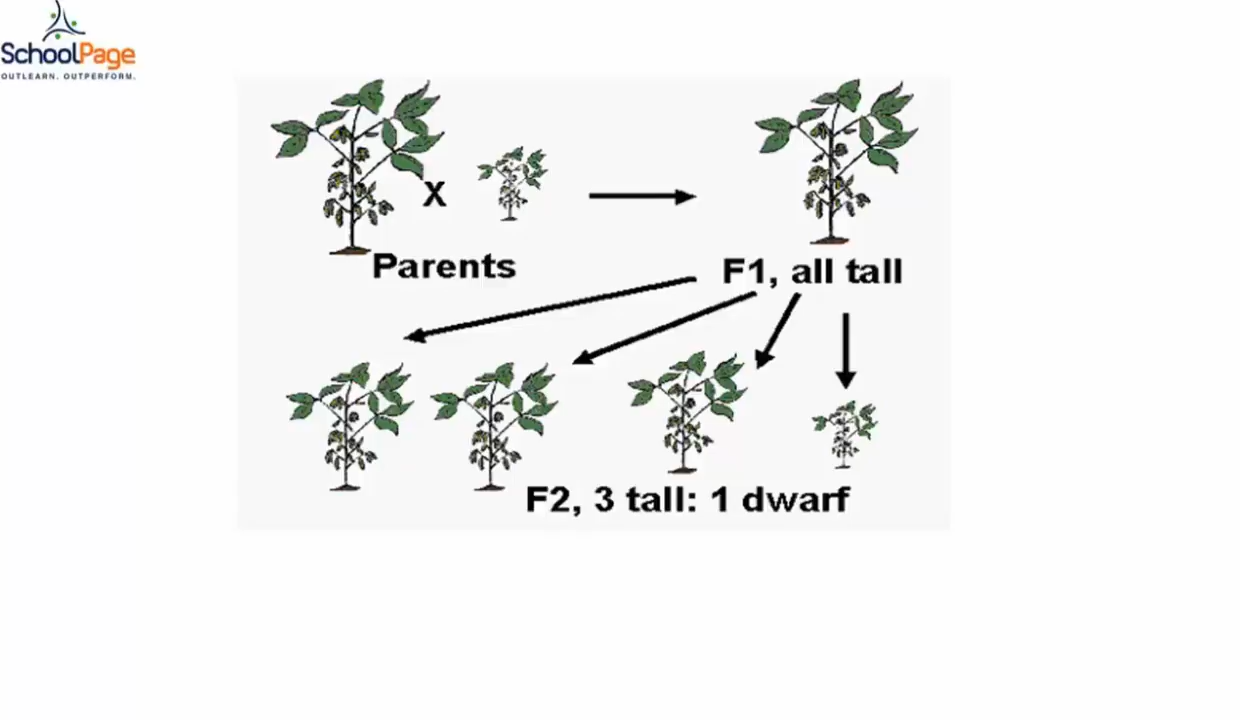 SchoolPage
OUTLEARN. OUTPERFORM.
X
Parents
F1, all tall
F2, 3 tall: 1 dwarf